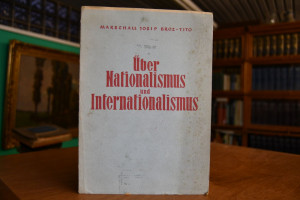 MARSCHALL JOSIP BROZ-TITO
Über
Nationalismus
und
Internationalismus